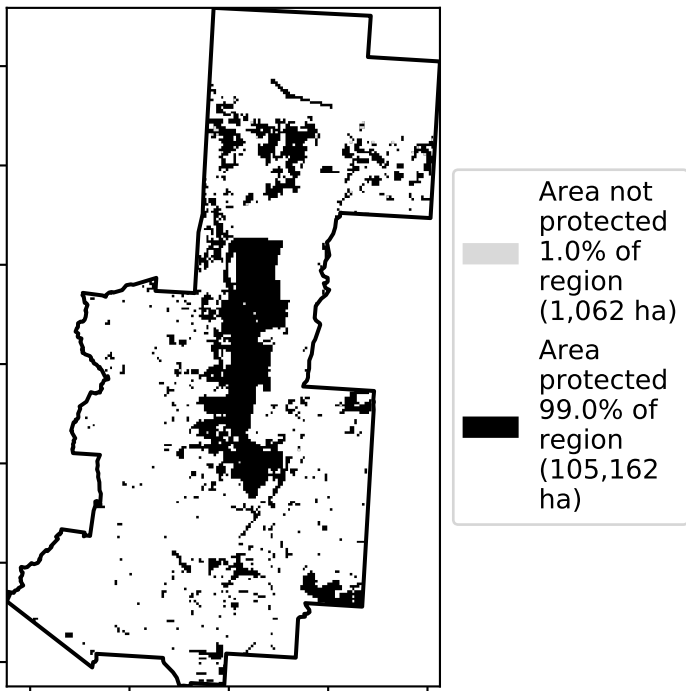 Area not
protected
1.0% of
region
(1,062 ha)
Area
protected
99.0% of
region
(105,162
ha)